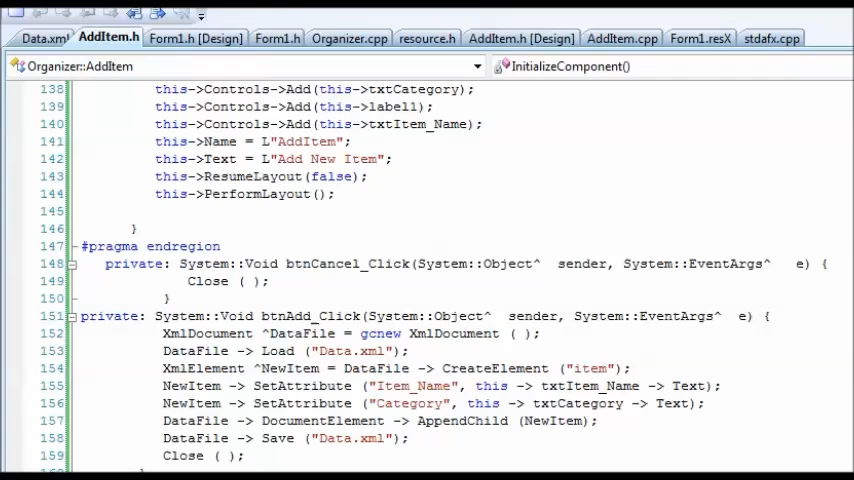 Data.xml AddItem.h Form1.h [Design] Form1.h Organizer.cpp resource.h AddItem.h [Design] AddItem.cpp Form1.resX stdafx.cpp
Organizer::AddItem InitializeComponent()
138 this->Controls->Add(this->txtCategory);
139 this->Controls->Add(this->label1);
140 this->Controls->Add(this->txtItem_Name);
141 this->Name = L"AddItem";
142 this->Text = L"Add New Item";
143 this->ResumeLayout(false);
144 this->PerformLayout();
145
146 }
147 #pragma endregion
148 private: System::Void btnCancel_Click(System::Object^ sender, System::EventArgs^ e) {
149 Close ( );
150 }
151 private: System::Void btnAdd_Click(System::Object^ sender, System::EventArgs^ e) {
152 XmlDocument ^DataFile = gcnew XmlDocument ( );
153 DataFile -> Load ("Data.xml");
154 XmlElement ^NewItem = DataFile -> CreateElement ("item");
155 NewItem -> SetAttribute ("Item_Name", this -> txtItem_Name -> Text);
156 NewItem -> SetAttribute ("Category", this -> txtCategory -> Text);
157 DataFile -> DocumentElement -> AppendChild (NewItem);
158 DataFile -> Save ("Data.xml");
159 Close ( );